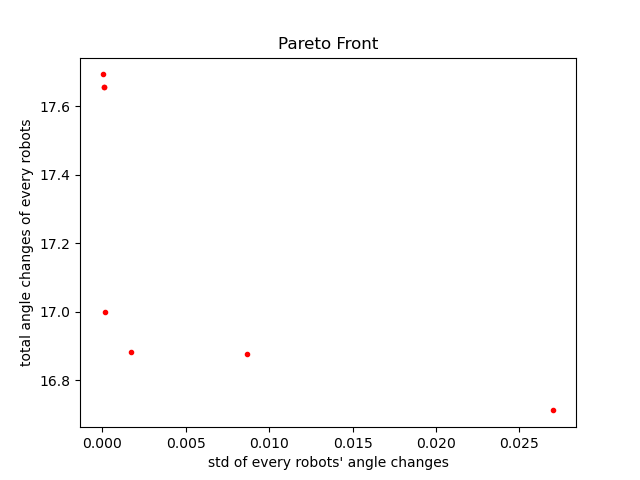 Pareto Front
total angle changes of every robots
17.6
17.4
17.2
17.0
16.8
0.000 0.005 0.010 0.015 0.020 0.025
std of every robots' angle changes